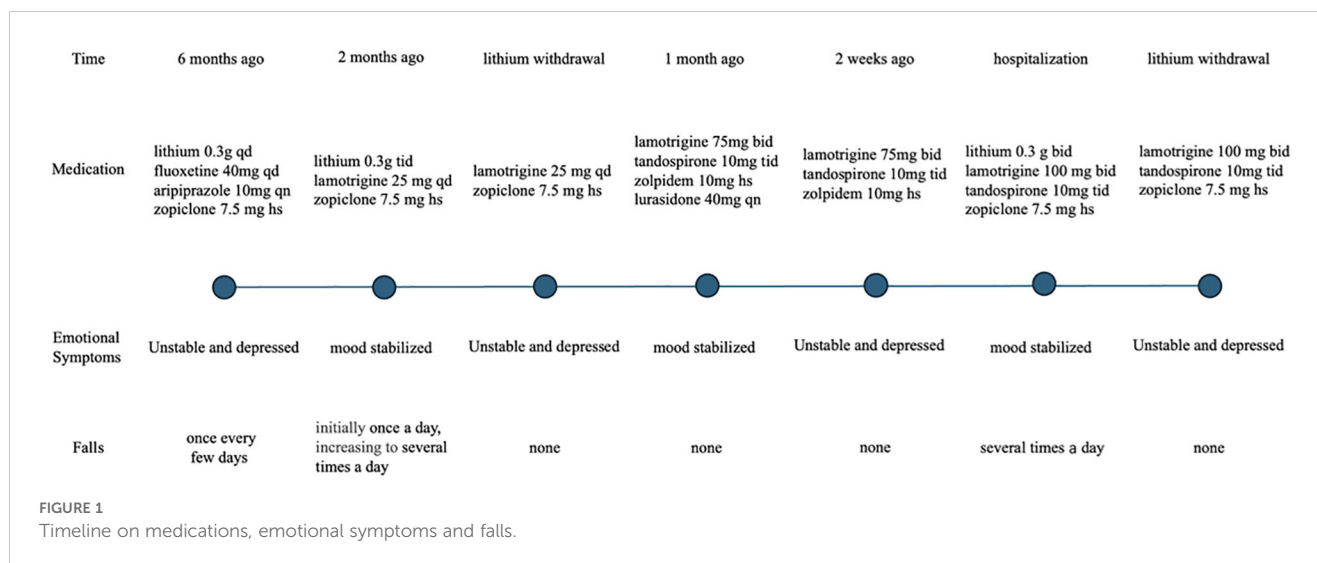 Time
6 months ago
2 months ago
lithium withdrawal
1 month ago
2 weeks ago
hospitalization
lithium withdrawal
Medication
lithium 0.3g qd
fluoxetine 40mg qd
aripiprazole 10mg qn
zopiclone 7.5 mg hs
lithium 0.3g tid
lamotrigine 25 mg qd
zopiclone 7.5 mg hs
lamotrigine 25 mg qd
zopiclone 7.5 mg hs
lamotrigine 75mg bid
tandospirone 10mg tid
zolpidem 10mg hs
lurasidone 40mg qn
lamotrigine 75mg bid
tandospirone 10mg tid
zolpidem 10mg hs
lithium 0.3 g bid
lamotrigine 100 mg bid
tandospirone 10mg tid
zopiclone 7.5 mg hs
lamotrigine 100 mg bid
tandospirone 10mg tid
zopiclone 7.5 mg hs
Emotional
Symptoms
Unstable and depressed
mood stabilized
Unstable and depressed
mood stabilized
Unstable and depressed
mood stabilized
Unstable and depressed
Falls
once every
few days
initially once a day,
increasing to several
times a day
none
none
none
several times a day
none
FIGURE 1
Timeline on medications, emotional symptoms and falls.